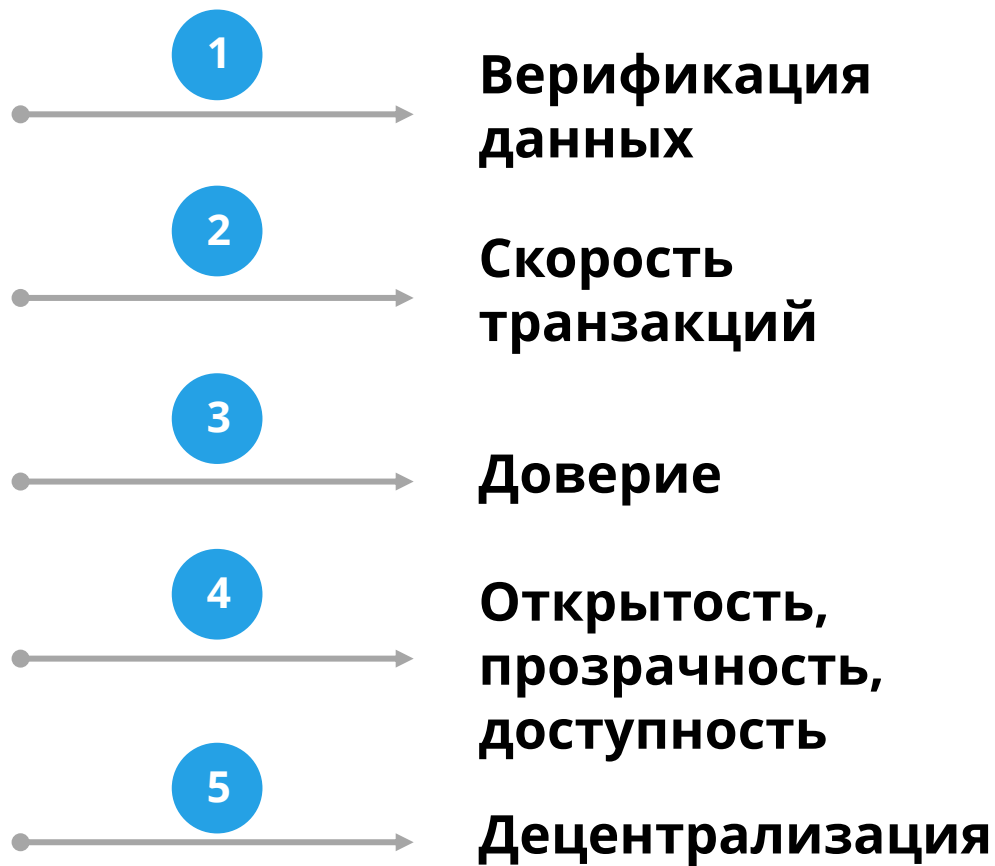 1
Верификация
данных
2
Скорость
транзакций
3
Доверие
4
Открытость,
прозрачность,
доступность
5
Децентрализация